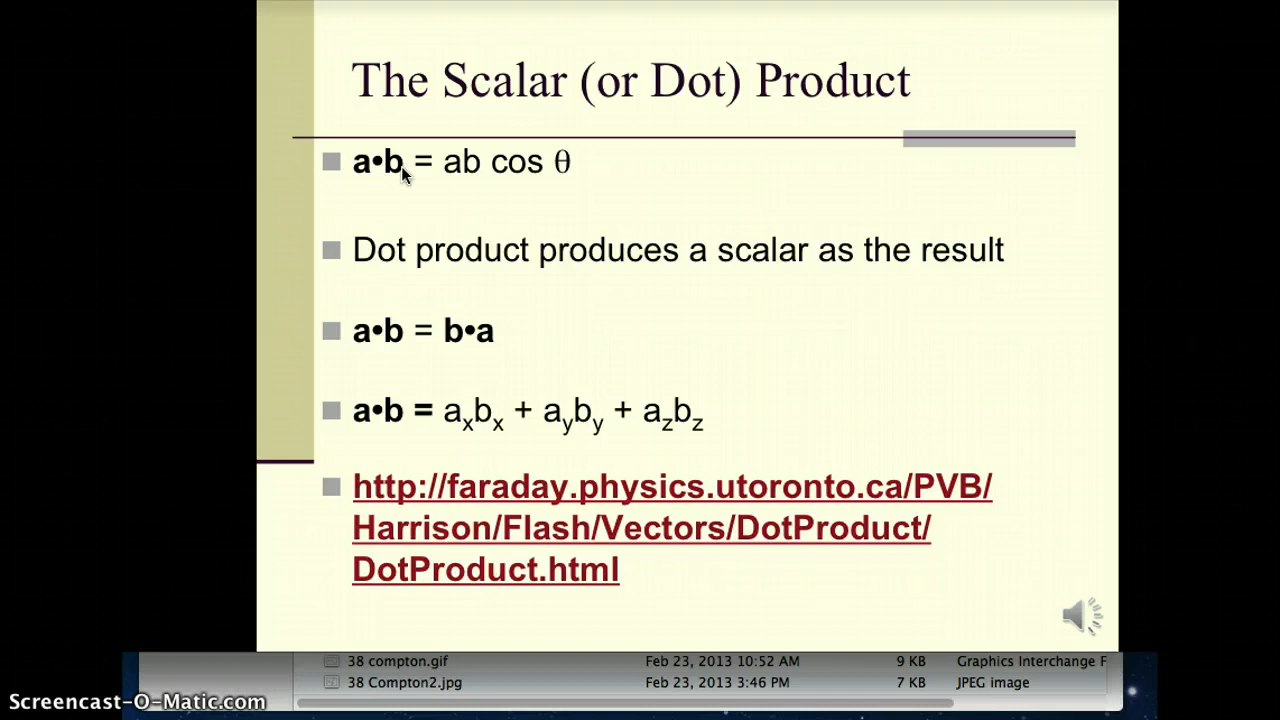 The Scalar (or Dot) Product
a•b = ab cos θ
Dot product produces a scalar as the result
a•b = b•a
a•b = aₓbₓ + a_yb_y + a_zb_z
http://faraday.physics.utoronto.ca/PVB/
Harrison/Flash/Vectors/DotProduct/
DotProduct.html
38 compton.gif Feb 23, 2013 10:52 AM 9 KB Graphics Interchange F
38 Compton2.jpg Feb 23, 2013 3:46 PM 7 KB JPEG image
Screencast-O-Matic.com